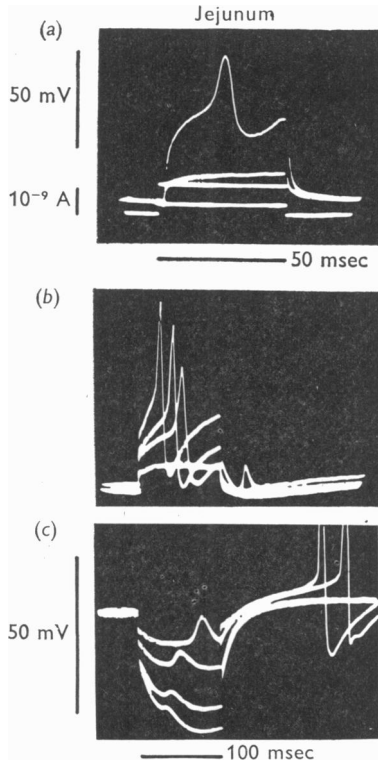 Jejunum
(a)
50 mV
10⁻⁹ A
50 msec
(b)
(c)
50 mV
100 msec